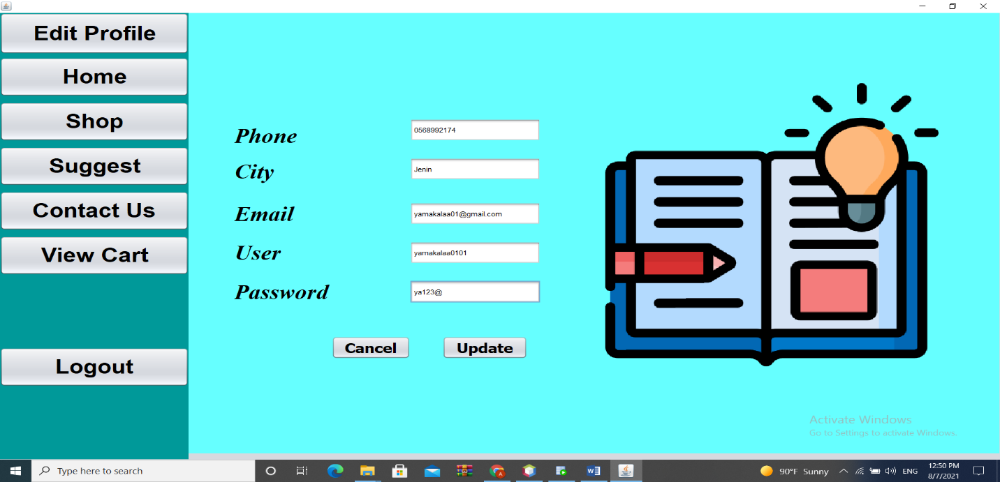 Edit Profile
Home
Shop
Suggest
Contact Us
View Cart
Logout
Phone 0568992174
City Jenin
Email yamakalaa01@gmail.com
User yamakalaa0101
Password ya123@
Cancel Update
Activate Windows
Go to Settings to activate Windows.
Type here to search
90°F Sunny
ENG
12:50 PM
8/7/2021